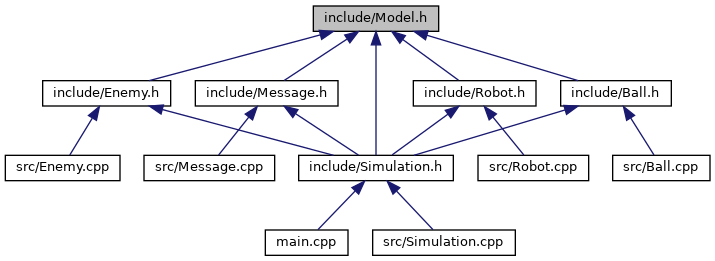 include/Model.h
include/Enemy.h
include/Message.h
include/Robot.h
include/Ball.h
src/Enemy.cpp
src/Message.cpp
include/Simulation.h
src/Robot.cpp
src/Ball.cpp
main.cpp
src/Simulation.cpp